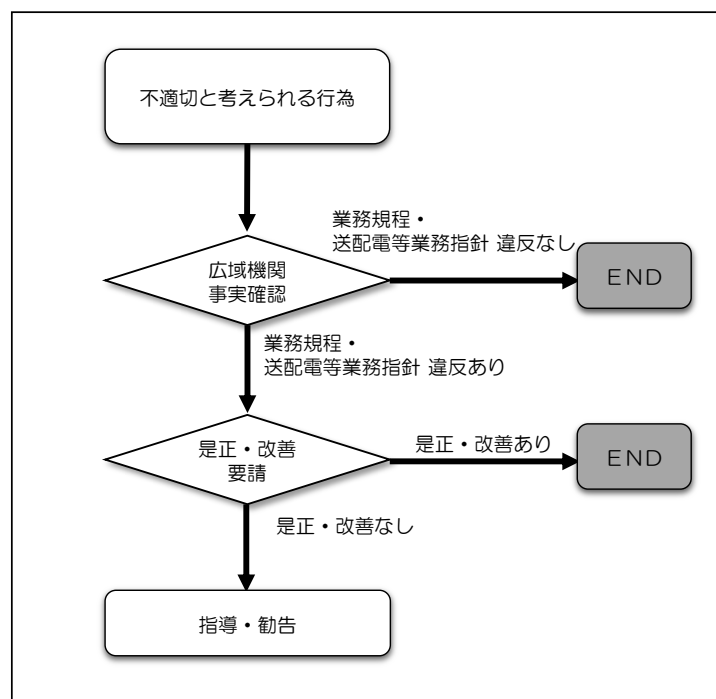 不適切と考えられる行為
業務規程・
送配電等業務指針 違反なし
広域機関
事実確認
END
業務規程・
送配電等業務指針 違反あり
是正・改善
要請
是正・改善あり
END
是正・改善なし
指導・勧告